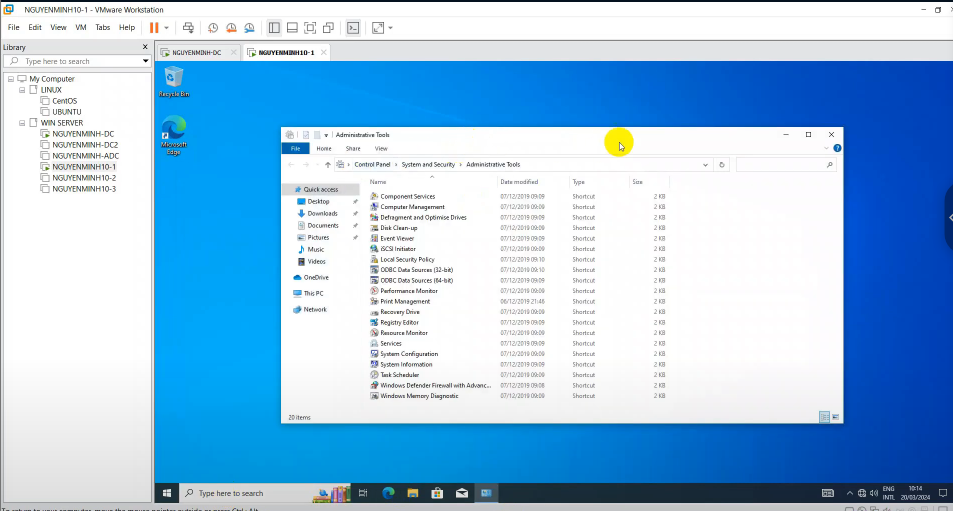 NGUYENMINH10-1 - VMware Workstation
File Edit View VM Tabs Help
Library
Type here to search
My Computer
LINUX
CentOS
UBUNTU
WIN SERVER
NGUYENMINH-DC
NGUYENMINH-DC2
NGUYENMINH-ADC
NGUYENMINH10-1
NGUYENMINH10-2
NGUYENMINH10-3
NGUYENMINH-DC NGUYENMINH10-1
Recycle Bin
Microsoft
Edge
Administrative Tools
File Home Share View
Control Panel System and Security Administrative Tools
Quick access
Desktop
Downloads
Documents
Pictures
Music
Videos
OneDrive
This PC
Network
Name Date modified Type Size
Component Services 07/12/2019 09:09 Shortcut 2 KB
Computer Management 07/12/2019 09:09 Shortcut 2 KB
Defragment and Optimise Drives 07/12/2019 09:09 Shortcut 2 KB
Disk Clean-up 07/12/2019 09:09 Shortcut 2 KB
Event Viewer 07/12/2019 09:09 Shortcut 2 KB
iSCSI Initiator 07/12/2019 09:09 Shortcut 2 KB
Local Security Policy 07/12/2019 09:10 Shortcut 2 KB
ODBC Data Sources (32-bit) 07/12/2019 09:10 Shortcut 2 KB
ODBC Data Sources (64-bit) 07/12/2019 09:09 Shortcut 2 KB
Performance Monitor 07/12/2019 09:09 Shortcut 2 KB
Print Management 06/12/2019 21:46 Shortcut 2 KB
Recovery Drive 07/12/2019 09:09 Shortcut 2 KB
Registry Editor 07/12/2019 09:09 Shortcut 2 KB
Resource Monitor 07/12/2019 09:09 Shortcut 2 KB
Services 07/12/2019 09:09 Shortcut 2 KB
System Configuration 07/12/2019 09:09 Shortcut 2 KB
System Information 07/12/2019 09:09 Shortcut 2 KB
Task Scheduler 07/12/2019 09:09 Shortcut 2 KB
Windows Defender Firewall with Advanc... 07/12/2019 09:08 Shortcut 2 KB
Windows Memory Diagnostic 07/12/2019 09:09 Shortcut 2 KB
20 items
Type here to search
ENG
INTL
10:14
20/03/2024
To return to your computer, move the mouse pointer outside or press Ctrl+Alt.